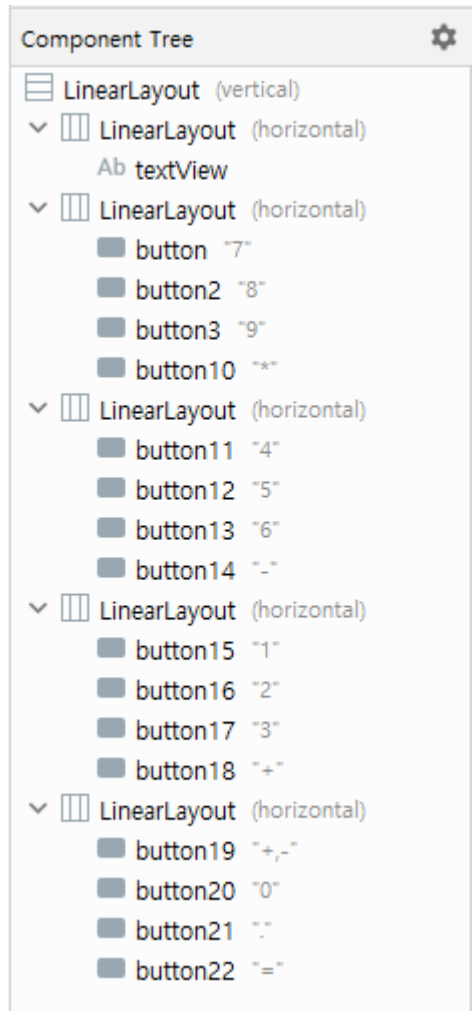 Component Tree
LinearLayout (vertical)
LinearLayout (horizontal)
Ab textView
LinearLayout (horizontal)
button "7"
button2 "8"
button3 "9"
button10 "*"
LinearLayout (horizontal)
button11 "4"
button12 "5"
button13 "6"
button14 "-"
LinearLayout (horizontal)
button15 "1"
button16 "2"
button17 "3"
button18 "+"
LinearLayout (horizontal)
button19 "+,-"
button20 "0"
button21 "."
button22 "="